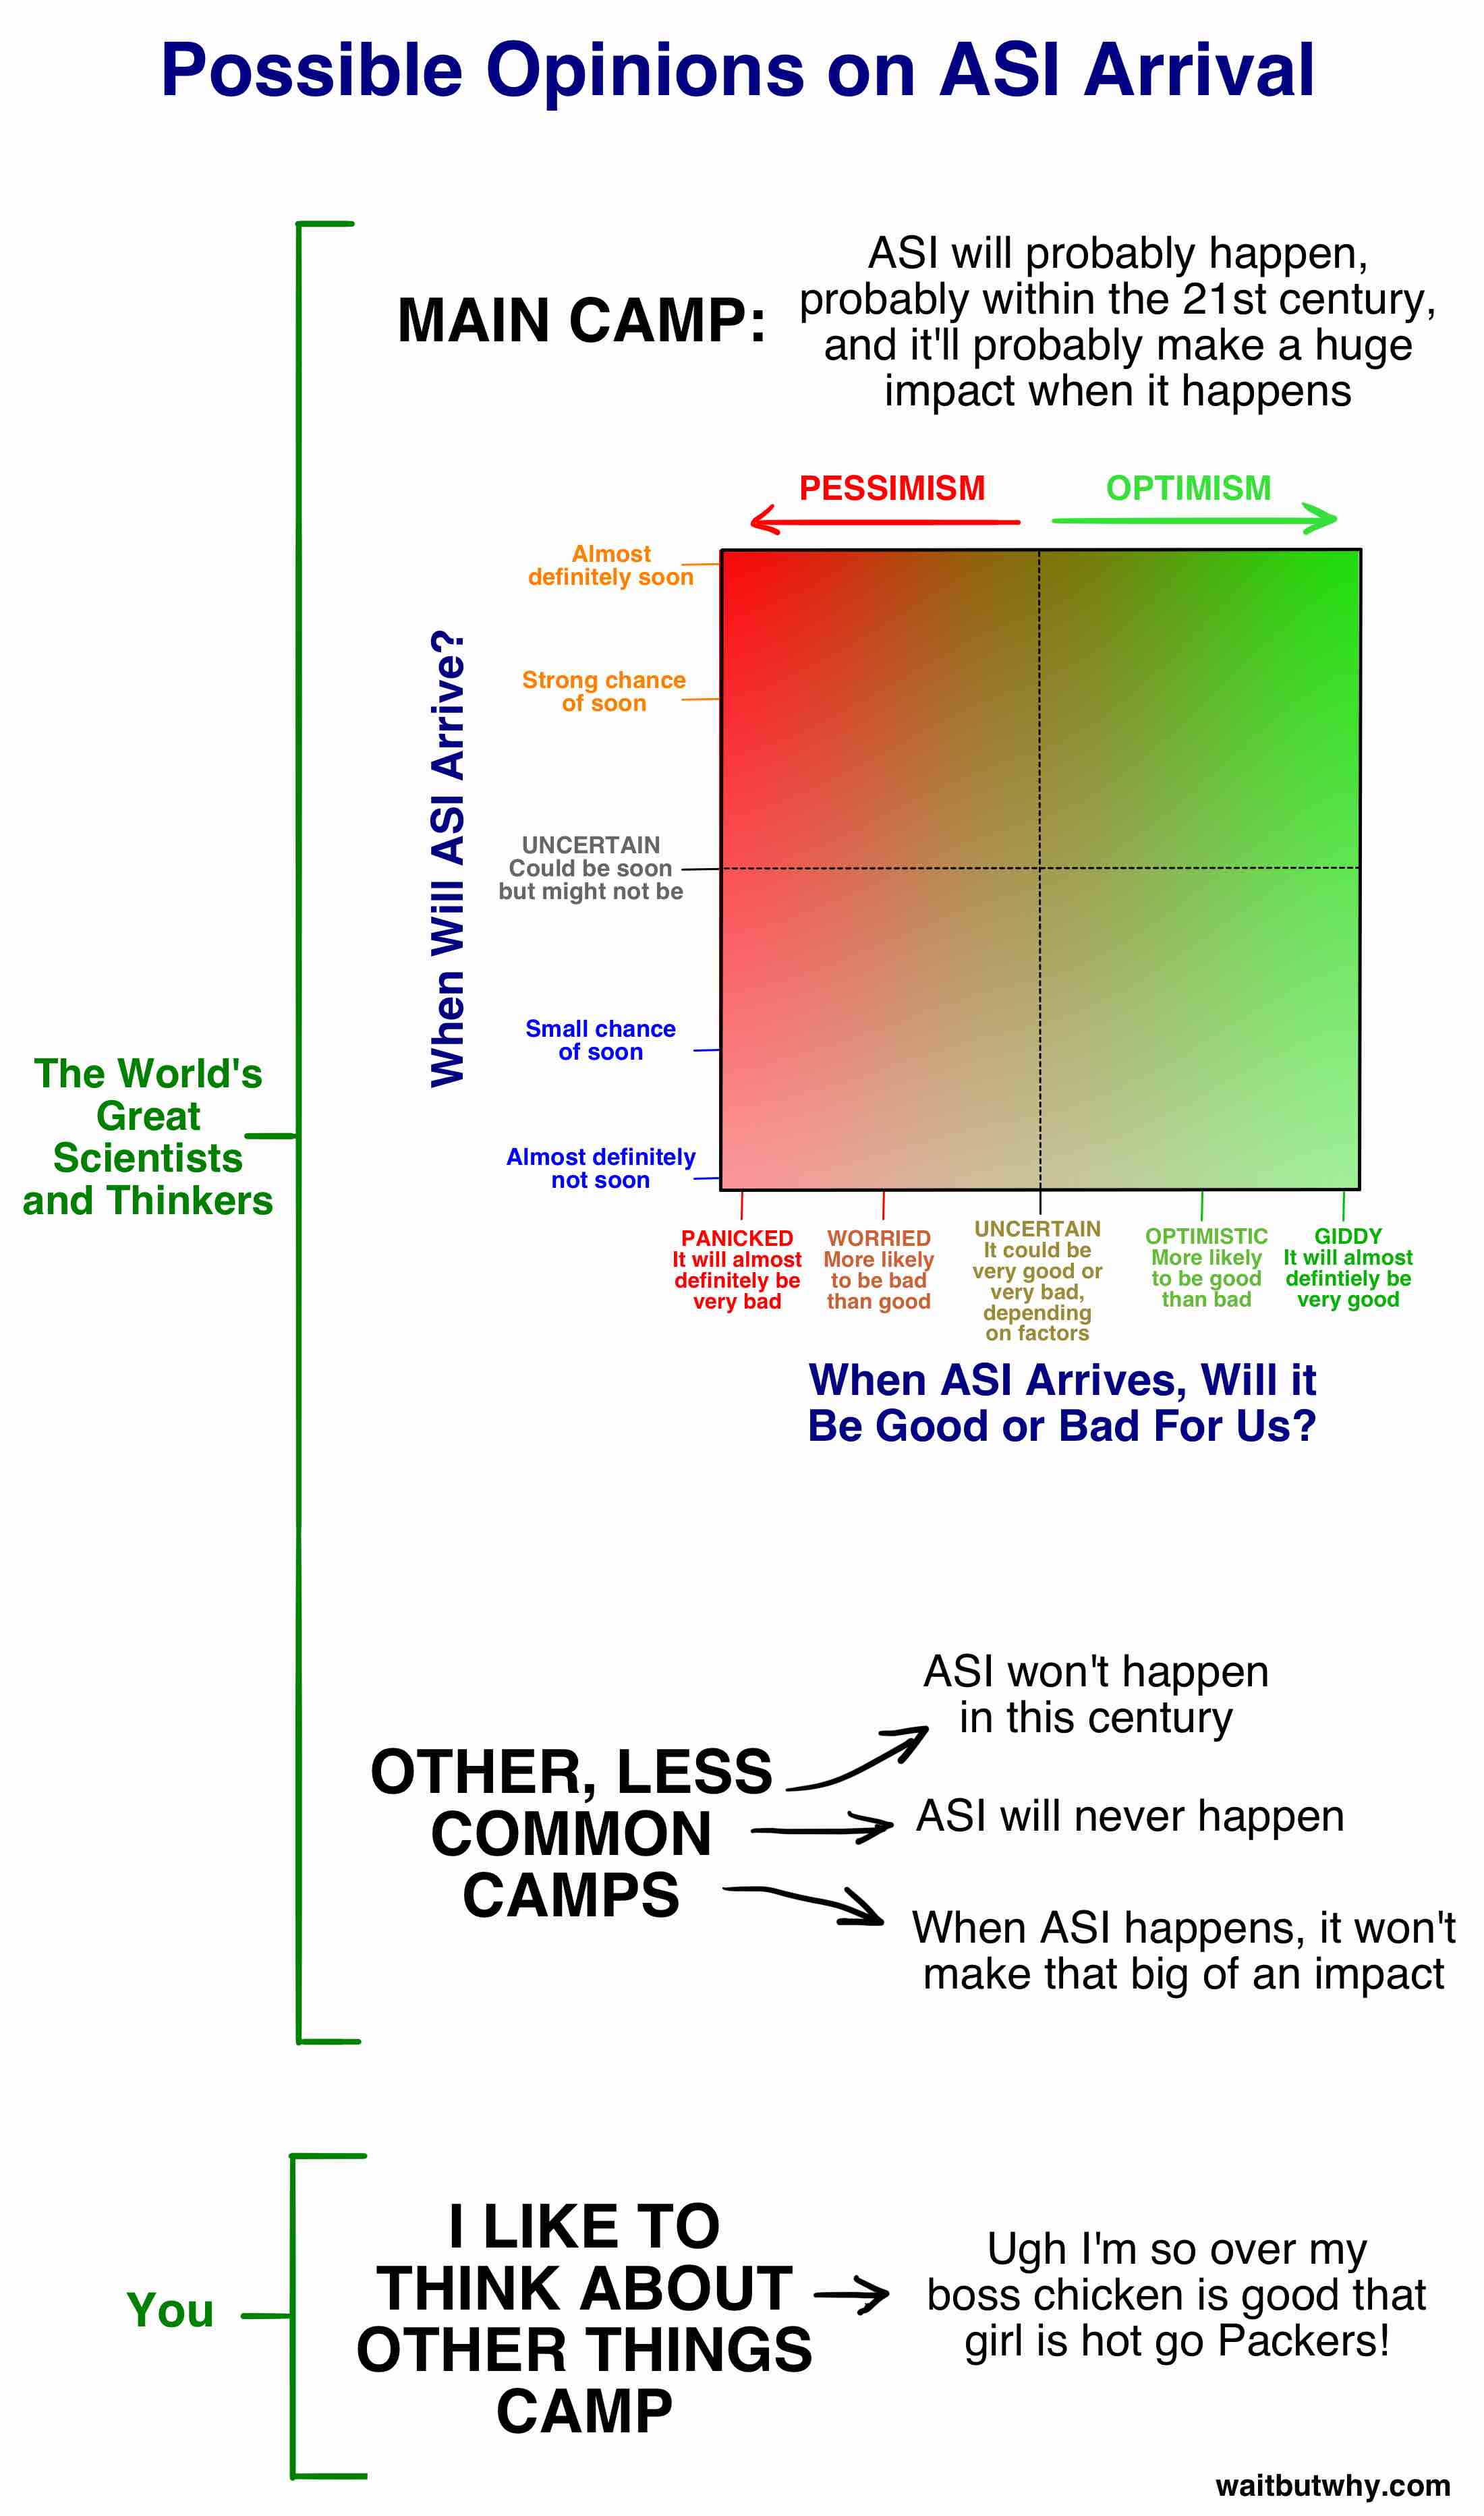 Possible Opinions on ASI Arrival
MAIN CAMP:
ASI will probably happen,
probably within the 21st century,
and it'll probably make a huge
impact when it happens
PESSIMISM
OPTIMISM
When Will ASI Arrive?
Almost
definitely soon
Strong chance
of soon
UNCERTAIN
Could be soon
but might not be
Small chance
of soon
Almost definitely
not soon
PANICKED
It will almost
definitely be
very bad
WORRIED
More likely
to be bad
than good
UNCERTAIN
It could be
very good or
very bad,
depending
on factors
OPTIMISTIC
More likely
to be good
than bad
GIDDY
It will almost
defintiely be
very good
When ASI Arrives, Will it
Be Good or Bad For Us?
The World's
Great
Scientists
and Thinkers
OTHER, LESS
COMMON
CAMPS
ASI won't happen
in this century
ASI will never happen
When ASI happens, it won't
make that big of an impact
You
I LIKE TO
THINK ABOUT
OTHER THINGS
CAMP
Ugh I'm so over my
boss chicken is good that
girl is hot go Packers!
waitbutwhy.com